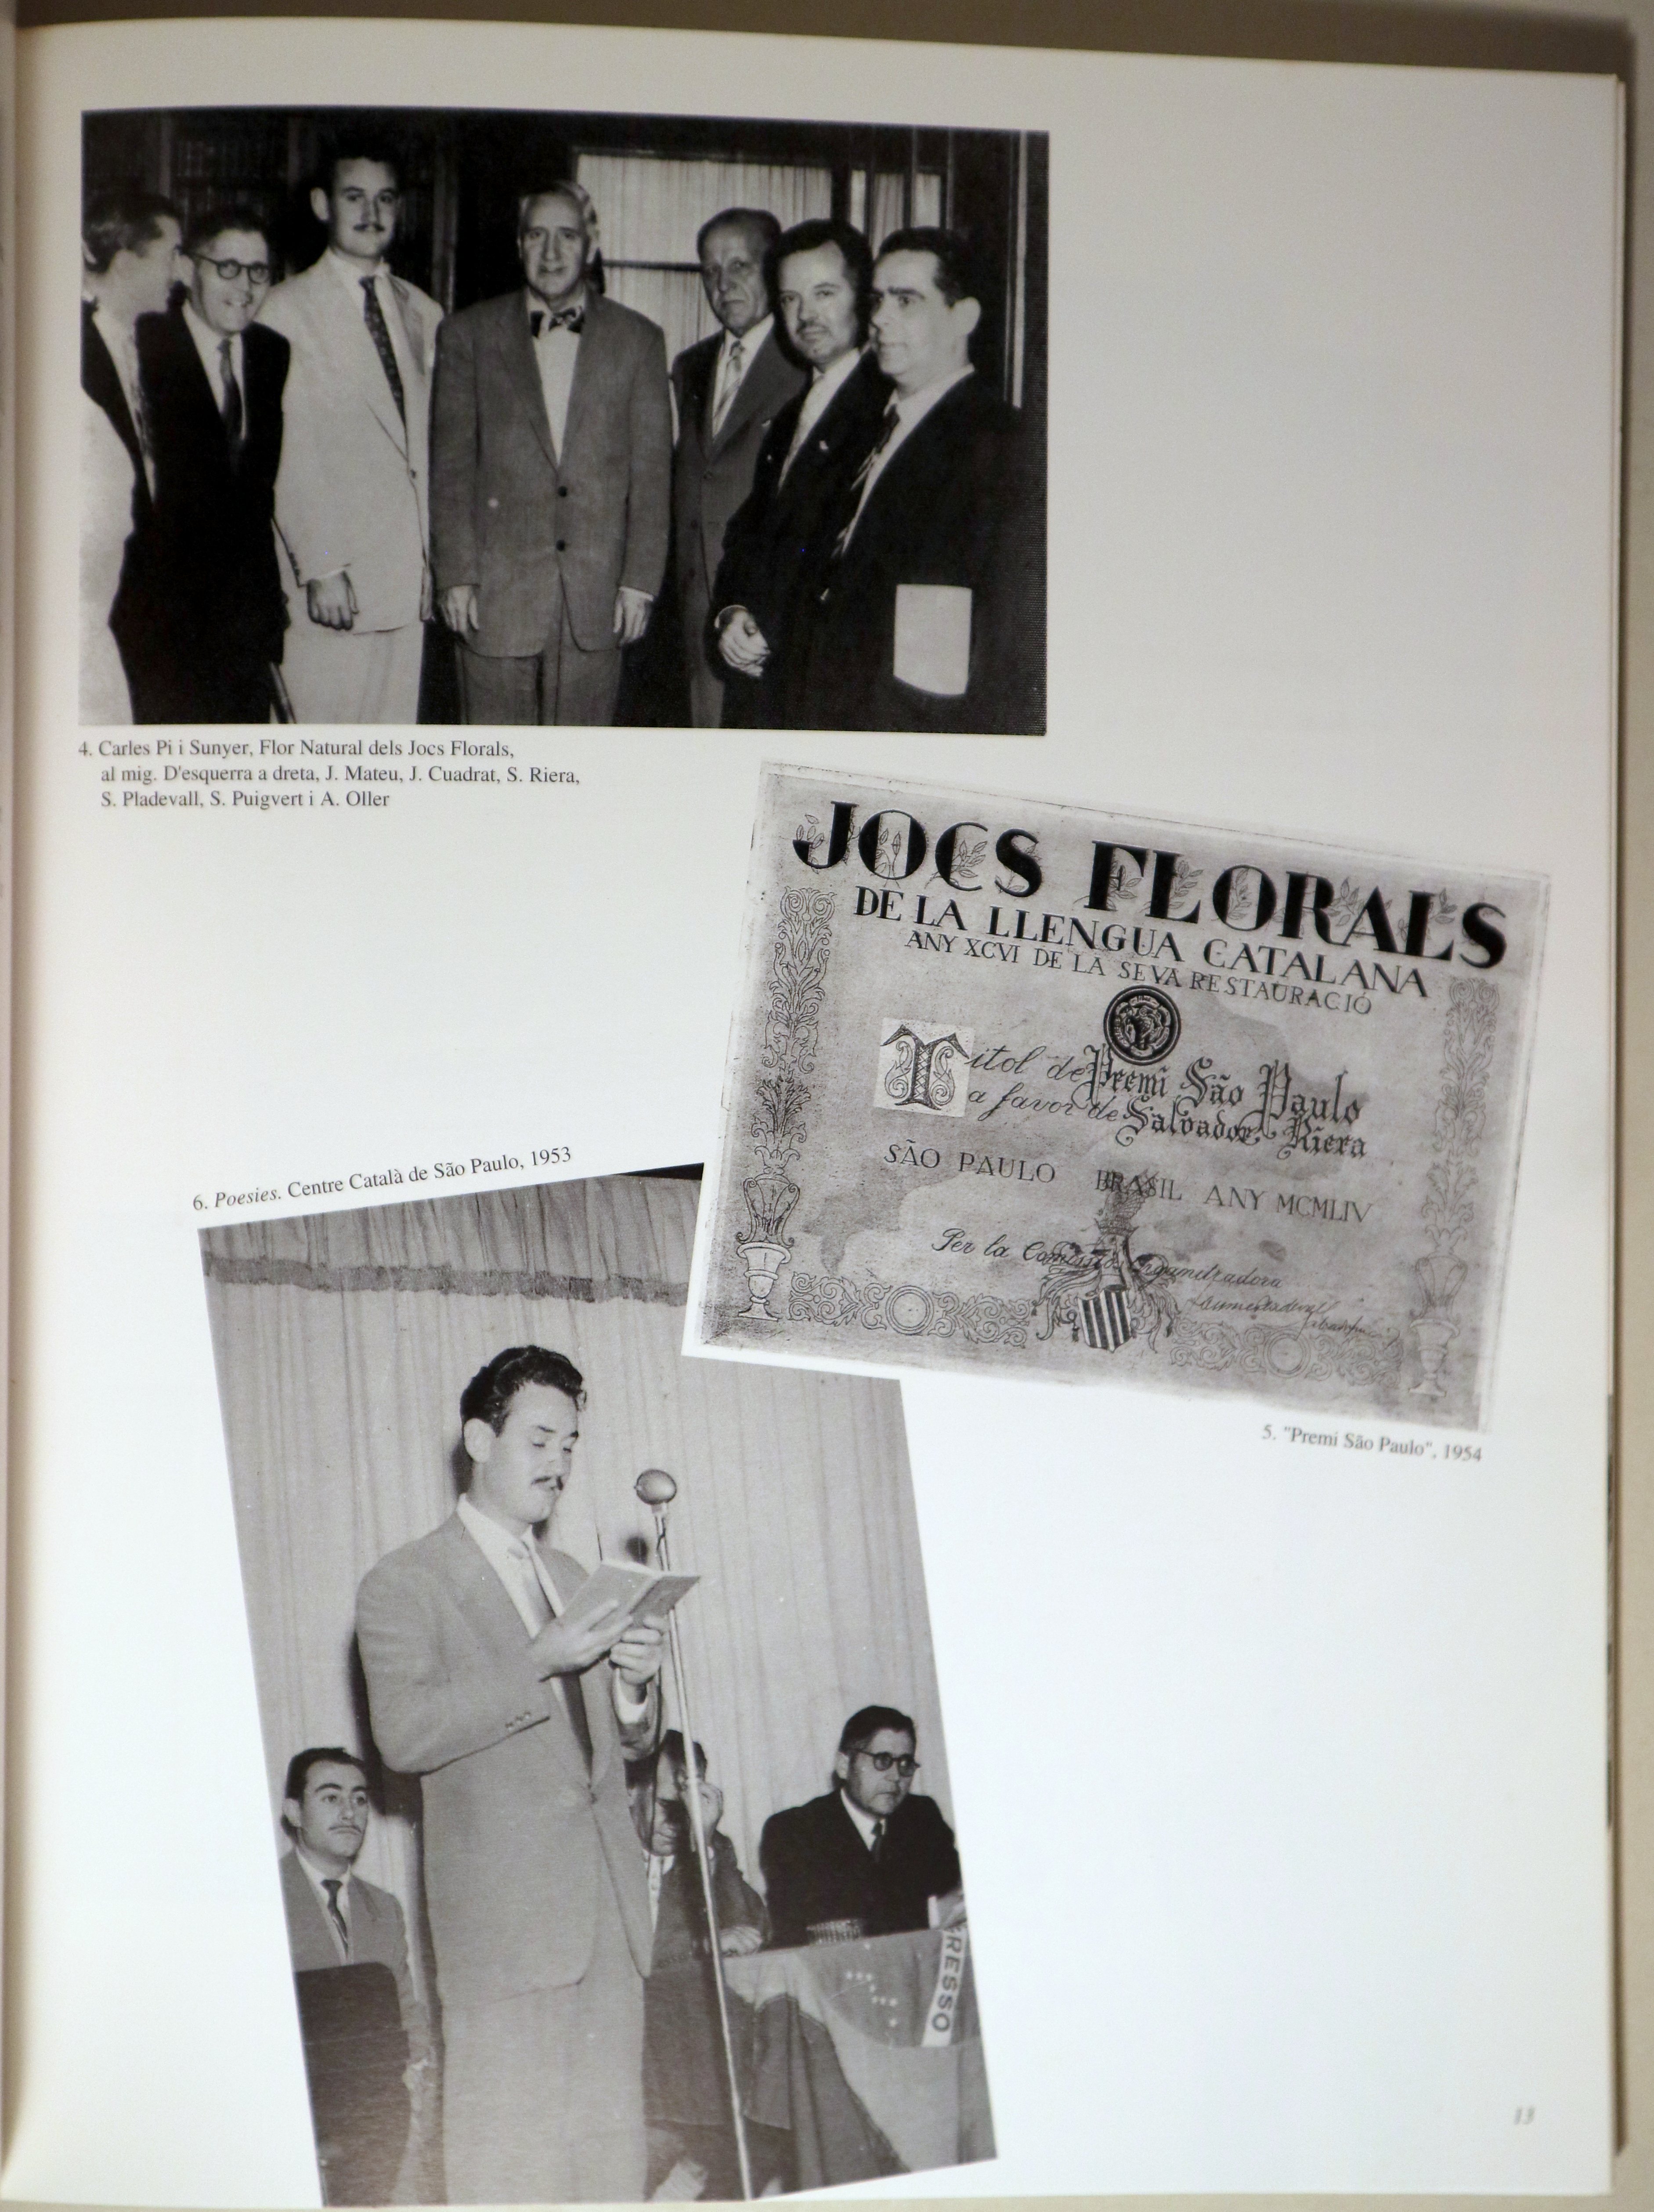 4. Carles Pi i Sunyer, Flor Natural dels Jocs Florals,
al mig. D'esquerra a dreta, J. Mateu, J. Cuadrat, S. Riera,
S. Pladevall, S. Puigvert i A. Oller
JOCS FLORALS
DE LA LLENGUA CATALANA
ANY XCVI DE LA SEVA RESTAURACIÓ
Titol de Premi São Paulo
a favor de Salvador Riera
SÃO PAULO BRASIL ANY MCMLIV
Per la Comissió Organitzadora
5. "Premi São Paulo", 1954
6. Poesies. Centre Català de São Paulo, 1953
RESSO
13